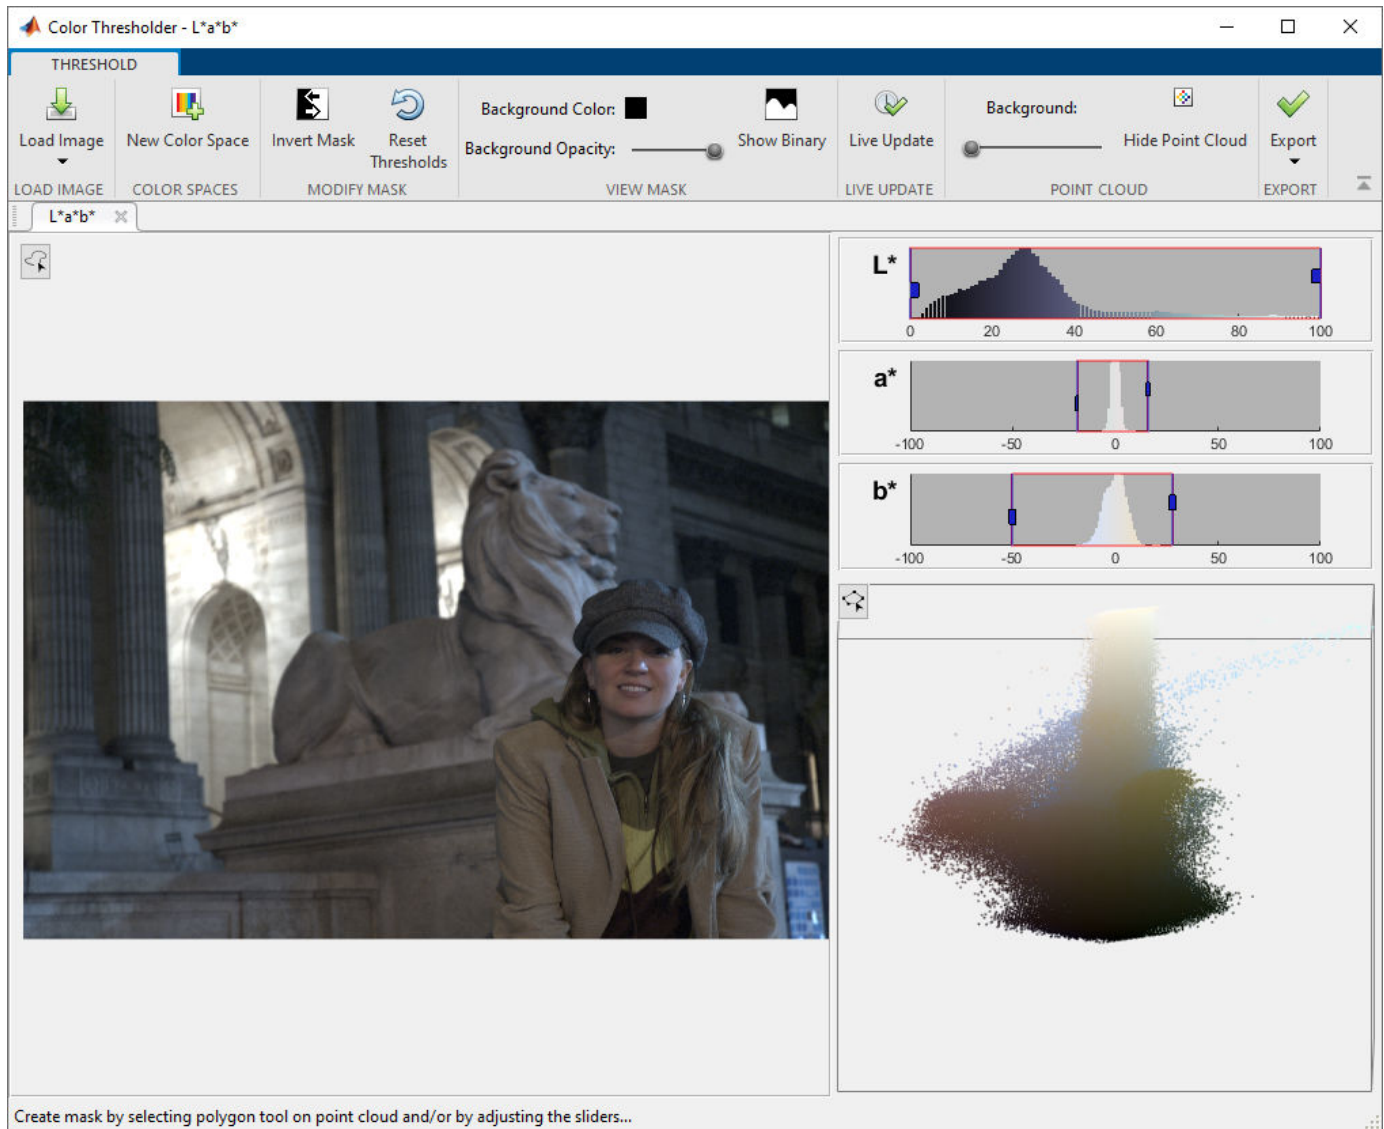 Color Thresholder - L*a*b*
THRESHOLD
Load Image
New Color Space
Invert Mask
Reset
Thresholds
Background Color:
Background Opacity:
Show Binary
Live Update
Background:
Hide Point Cloud
Export
LOAD IMAGE
COLOR SPACES
MODIFY MASK
VIEW MASK
LIVE UPDATE
POINT CLOUD
EXPORT
L*a*b*
L*
0 20 40 60 80 100
a*
-100 -50 0 50 100
b*
-100 -50 0 50 100
Create mask by selecting polygon tool on point cloud and/or by adjusting the sliders...